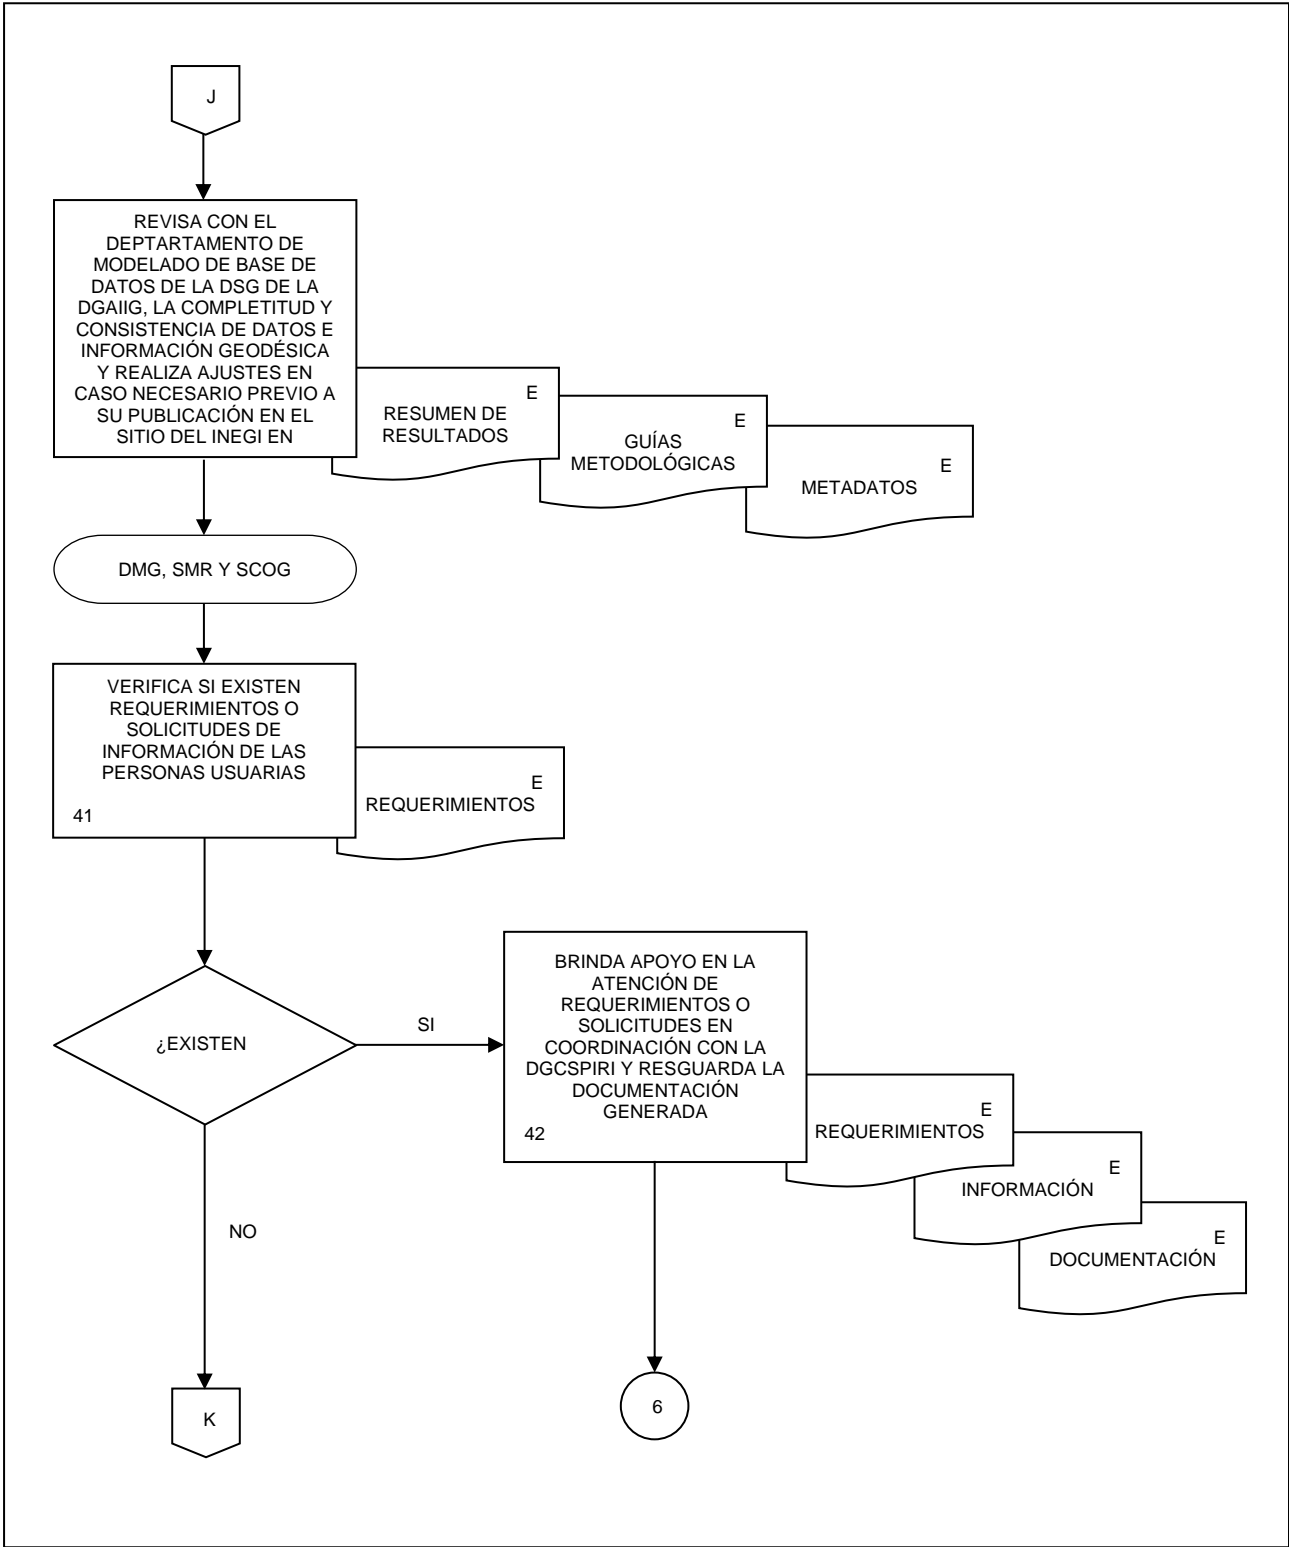 J
REVISA CON EL
DEPTARTAMENTO DE
MODELADO DE BASE DE
DATOS DE LA DSG DE LA
DGAIIG, LA COMPLETITUD Y
CONSISTENCIA DE DATOS E
INFORMACIÓN GEODÉSICA
Y REALIZA AJUSTES EN
CASO NECESARIO PREVIO A
SU PUBLICACIÓN EN EL
SITIO DEL INEGI EN
E
RESUMEN DE
RESULTADOS
E
GUÍAS
METODOLÓGICAS
E
METADATOS
DMG, SMR Y SCOG
VERIFICA SI EXISTEN
REQUERIMIENTOS O
SOLICITUDES DE
INFORMACIÓN DE LAS
PERSONAS USUARIAS
41
E
REQUERIMIENTOS
¿EXISTEN
SI
BRINDA APOYO EN LA
ATENCIÓN DE
REQUERIMIENTOS O
SOLICITUDES EN
COORDINACIÓN CON LA
DGCSPIRI Y RESGUARDA LA
DOCUMENTACIÓN
GENERADA
42
E
REQUERIMIENTOS
E
INFORMACIÓN
E
DOCUMENTACIÓN
NO
K
6